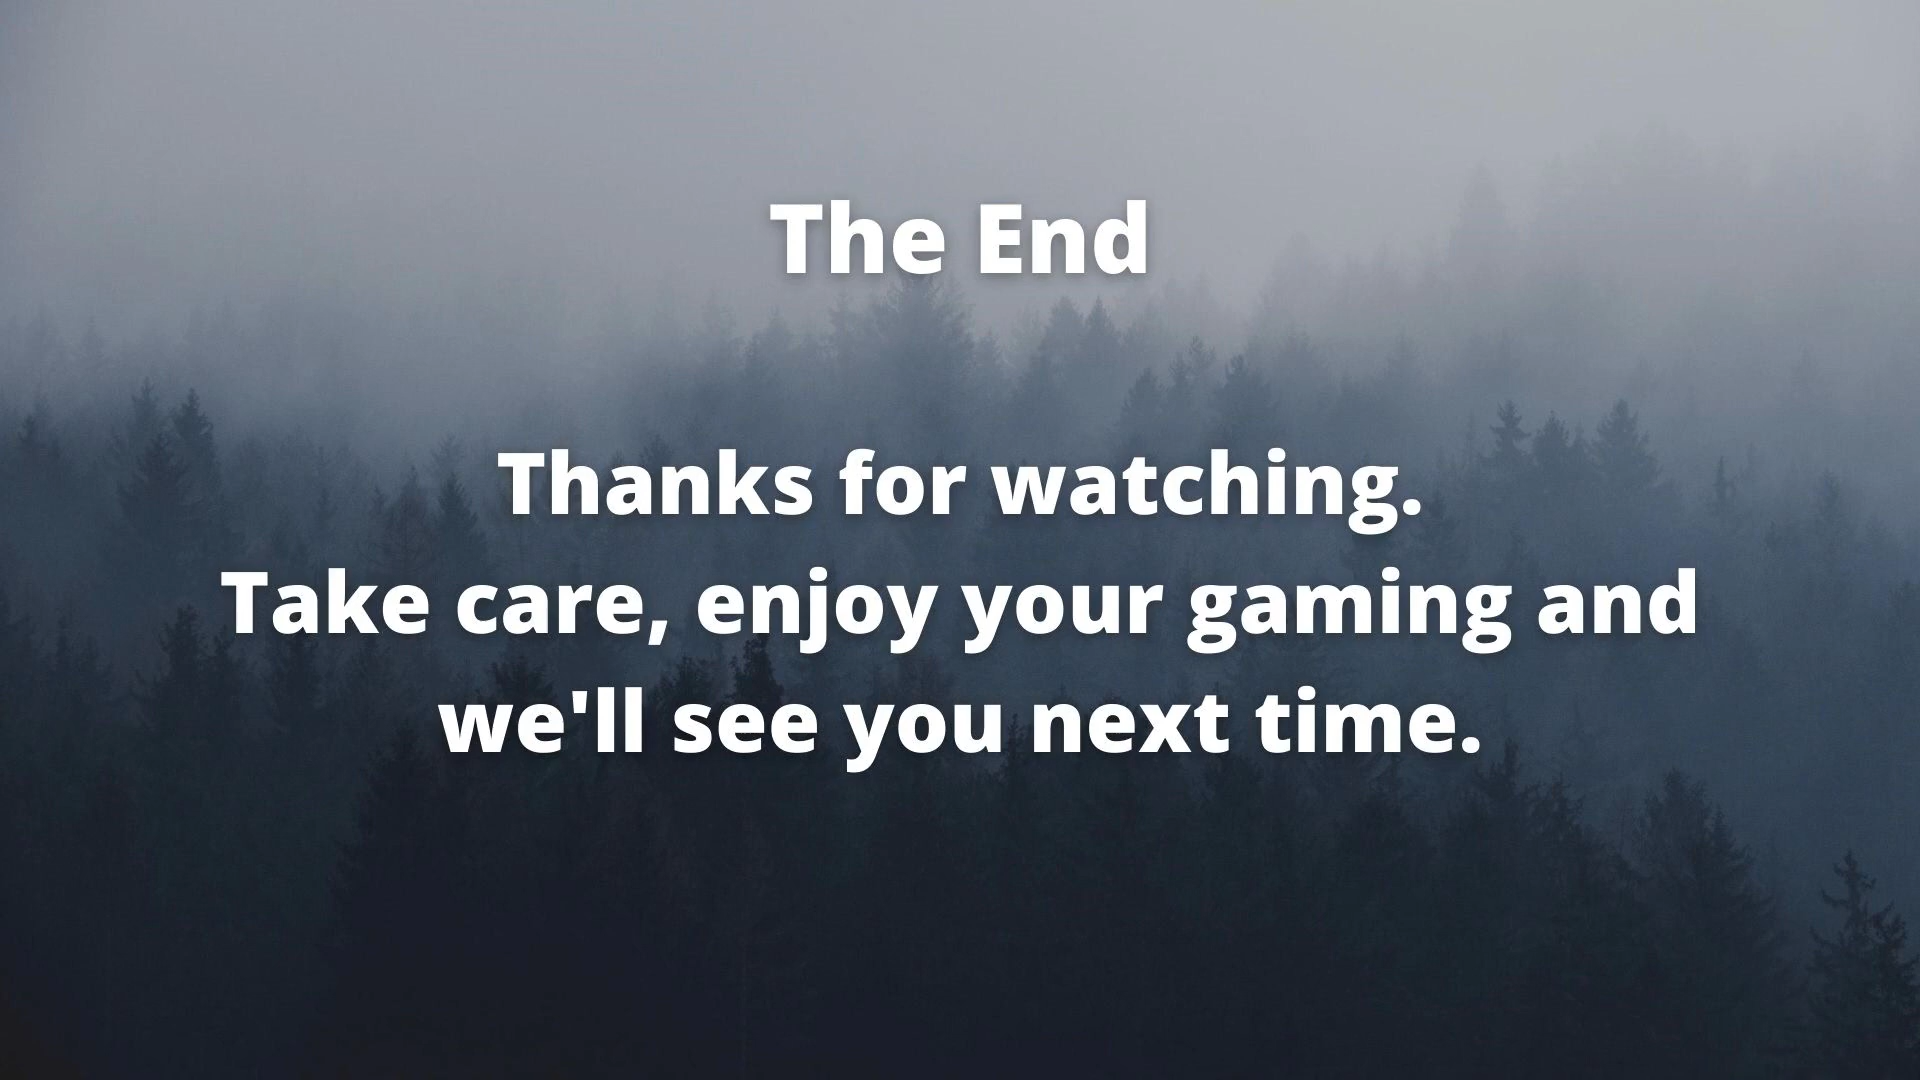 The End
Thanks for watching.
Take care, enjoy your gaming and
we'll see you next time.